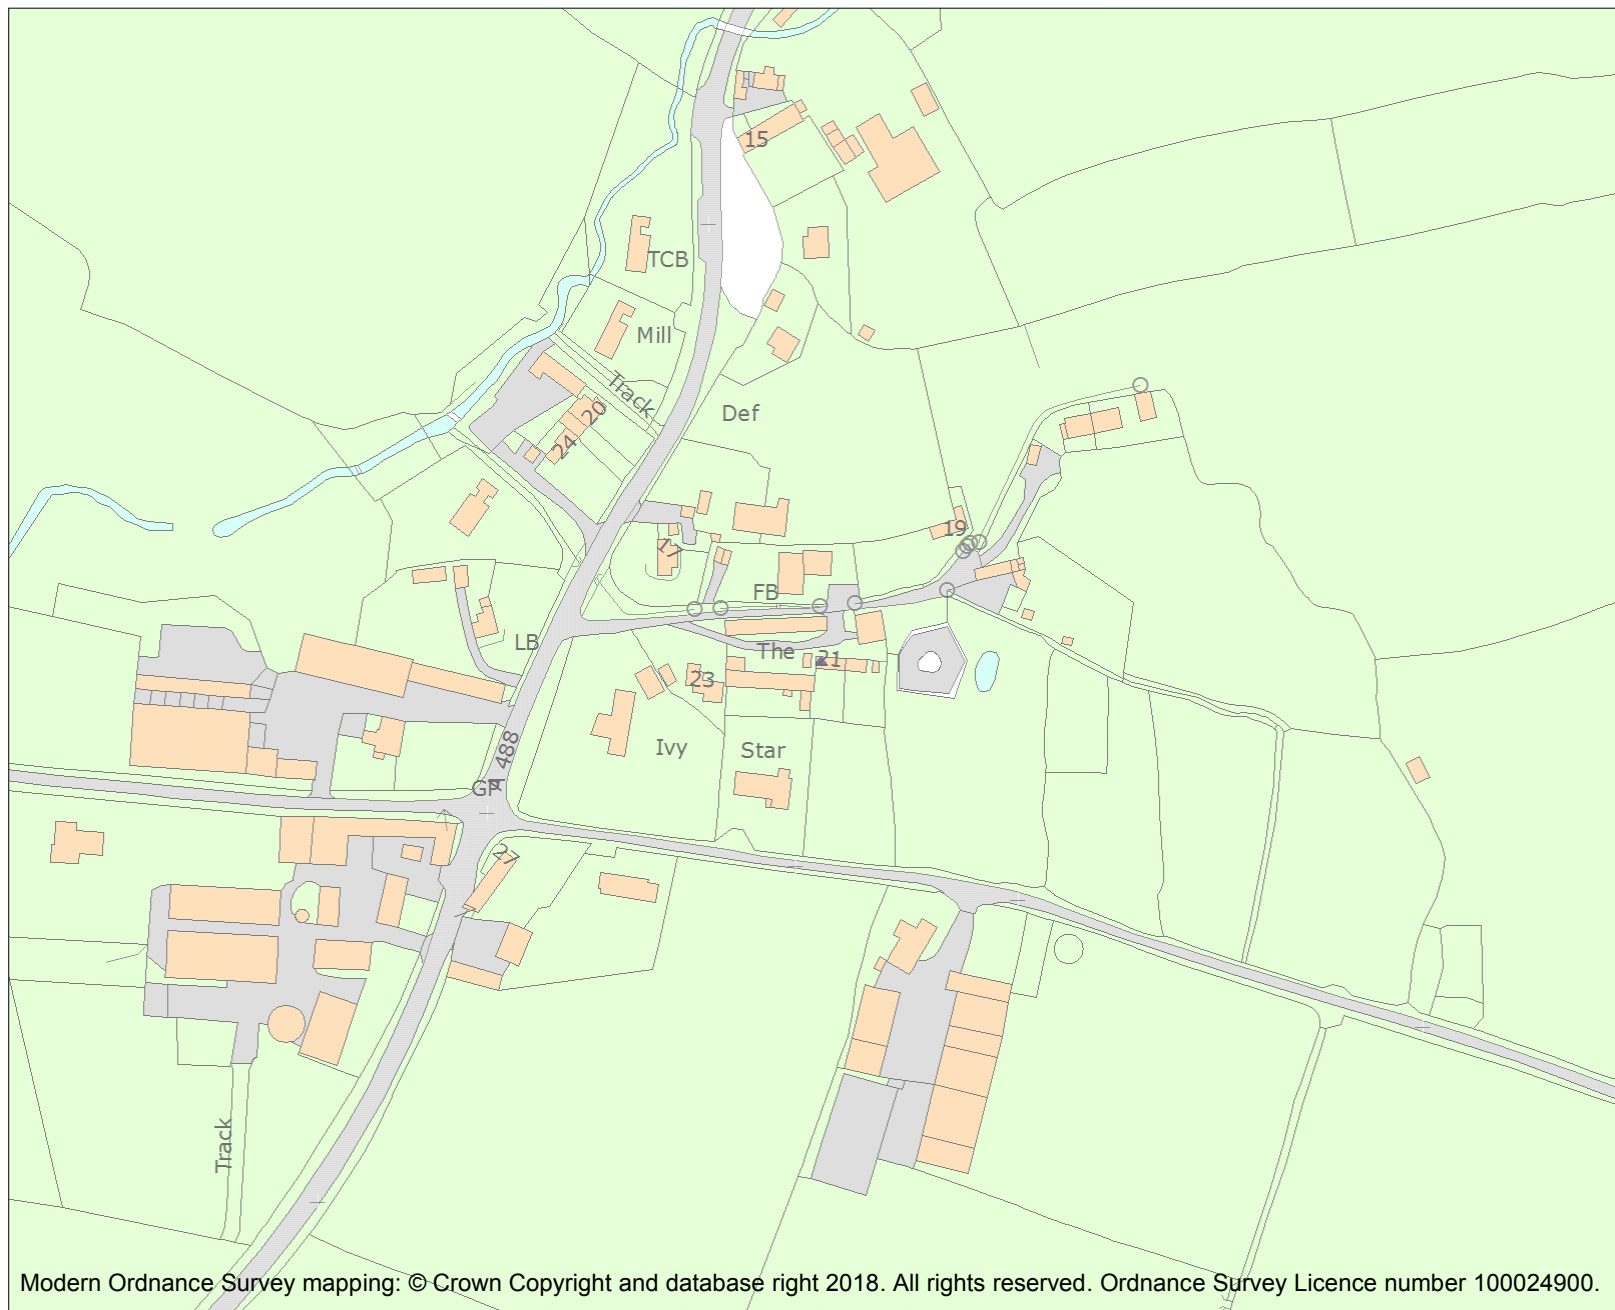 15
TCB
Mill
Track
20
24
Def
19
17
FB
LB
The
21
23
Ivy
Star
A 488
GP
27
Track
Modern Ordnance Survey mapping: © Crown Copyright and database right 2018. All rights reserved. Ordnance Survey Licence number 100024900.